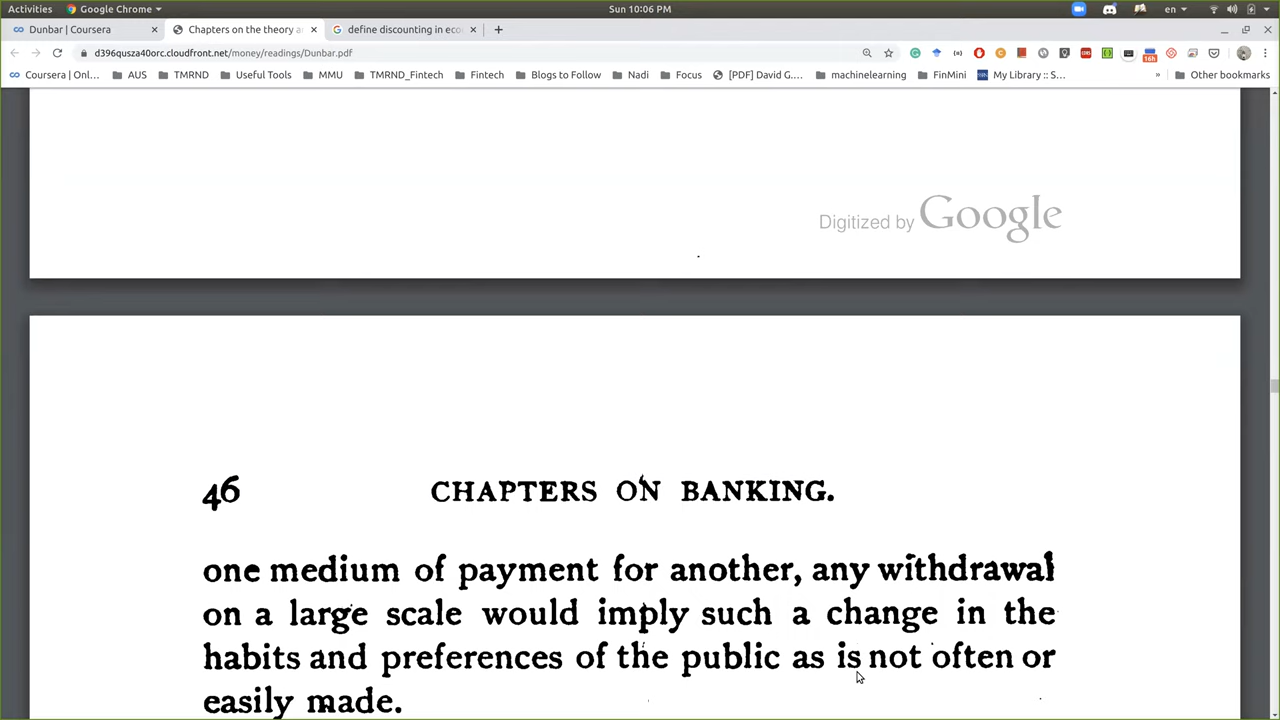 Activities Google Chrome Sun 10:06 PM en
Dunbar | Coursera Chapters on the theory a define discounting in eco
d396qusza40orc.cloudfront.net/money/readings/Dunbar.pdf
Coursera | Onl... AUS TMRND Useful Tools MMU TMRND_Fintech Fintech Blogs to Follow Nadi Focus [PDF] David G.... machinelearning FinMini My Library :: S... » Other bookmarks
Digitized by Google
46 CHAPTERS ON BANKING.
one medium of payment for another, any withdrawal
on a large scale would imply such a change in the
habits and preferences of the public as is not often or
easily made.